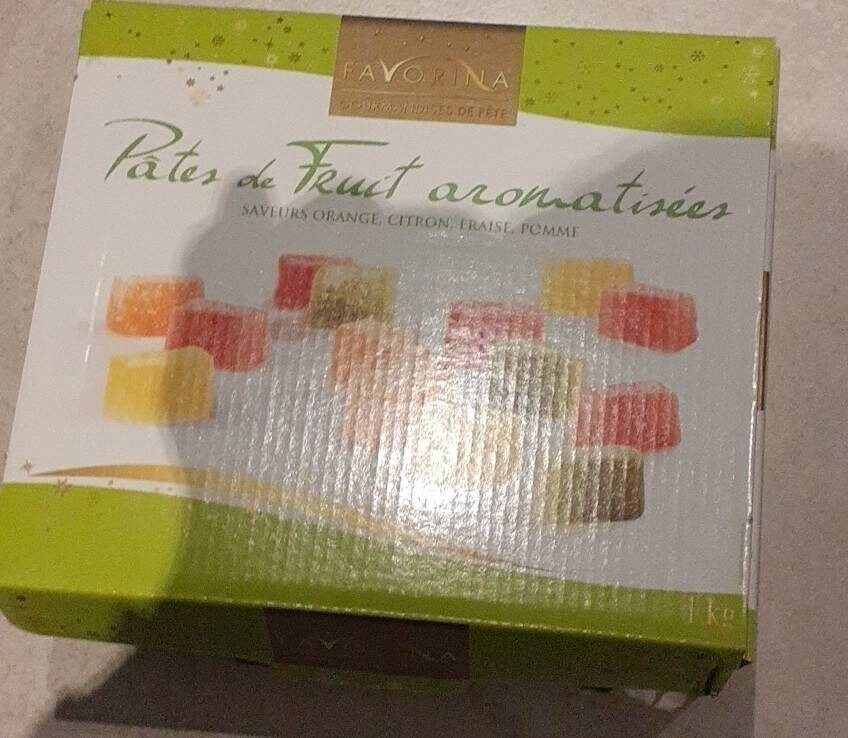 FAVORINA
GOURMANDISES DE FÊTE
Pâtes de Fruit aromatisées
SAVEURS ORANGE, CITRON, FRAISE, POMME
1 kg